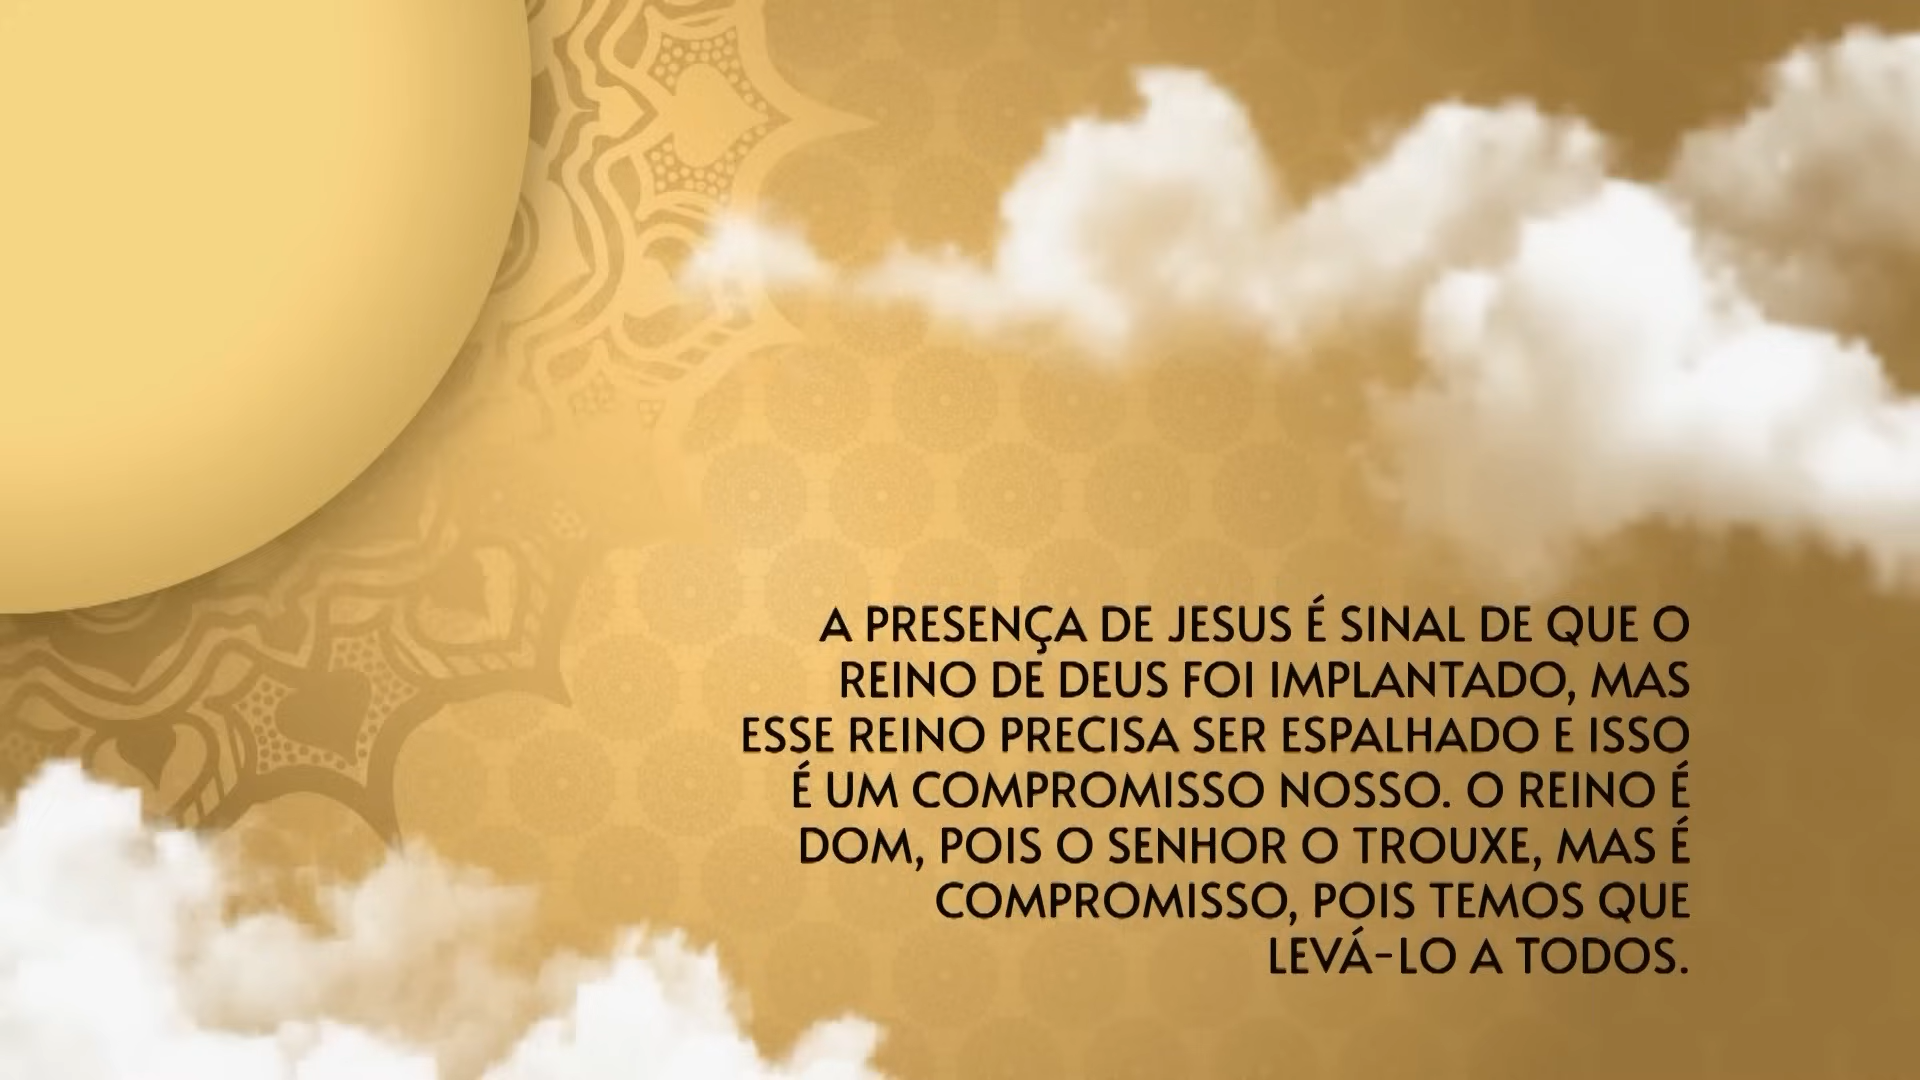 A PRESENÇA DE JESUS É SINAL DE QUE O
REINO DE DEUS FOI IMPLANTADO, MAS
ESSE REINO PRECISA SER ESPALHADO E ISSO
É UM COMPROMISSO NOSSO. O REINO É
DOM, POIS O SENHOR O TROUXE, MAS É
COMPROMISSO, POIS TEMOS QUE
LEVÁ-LO A TODOS.